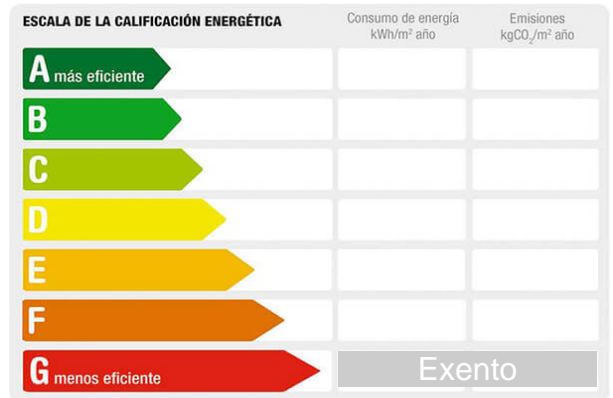 ESCALA DE LA CALIFICACIÓN ENERGÉTICA
Consumo de energía
kWh/m² año
Emisiones
kgCO₂/m² año
A más eficiente
B
C
D
E
F
G menos eficiente
Exento